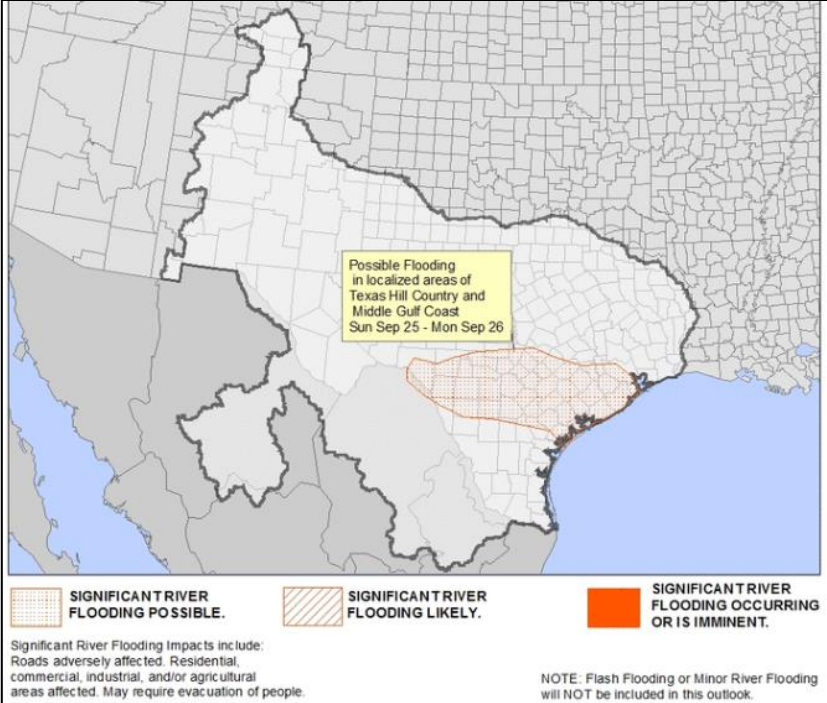 Possible Flooding
in localized areas of
Texas Hill Country and
Middle Gulf Coast
Sun Sep 25 - Mon Sep 26
SIGNIFICANT RIVER
FLOODING POSSIBLE.
SIGNIFICANT RIVER
FLOODING LIKELY.
SIGNIFICANT RIVER
FLOODING OCCURRING
OR IS IMMINENT.
Significant River Flooding Impacts include:
Roads adversely affected. Residential,
commercial, industrial, and/or agricultural
areas affected. May require evacuation of people.
NOTE: Flash Flooding or Minor River Flooding
will NOT be included in this outlook.